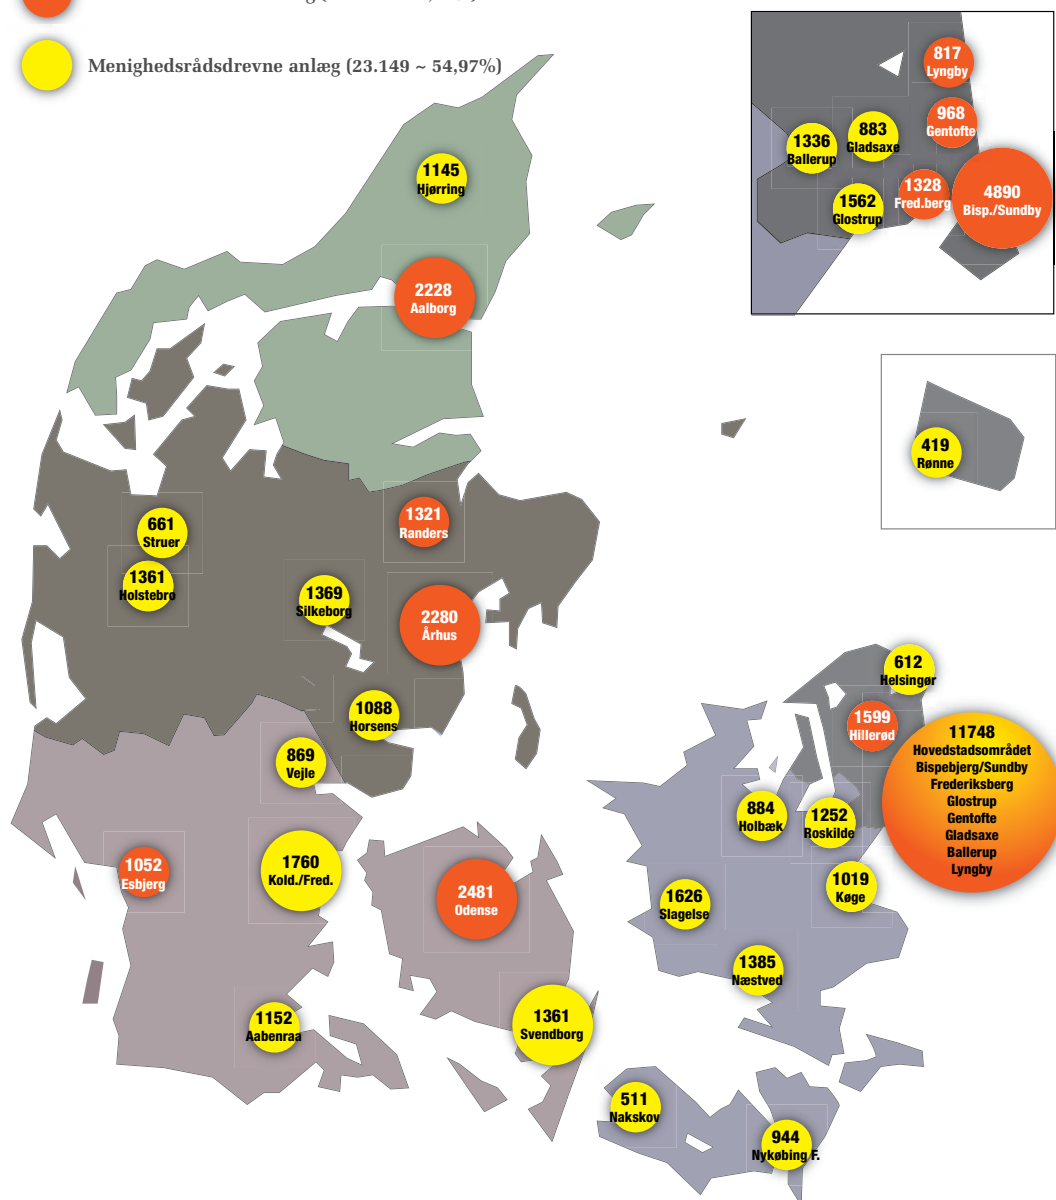 Menighedsrådsdrevne anlæg (23.149 ~ 54,97%)
817
Lyngby
968
Gentofte
883
Gladsaxe
1336
Ballerup
1328
Fred.berg
4890
Bisp./Sundby
1562
Glostrup
1145
Hjørring
2228
Aalborg
419
Rønne
1321
Randers
661
Struer
1361
Holstebro
1369
Silkeborg
2280
Århus
1088
Horsens
869
Vejle
612
Helsingør
1599
Hillerød
11748
Hovedstadsområdet
Bispebjerg/Sundby
Frederiksberg
Glostrup
Gentofte
Gladsaxe
Ballerup
Lyngby
884
Holbæk
1252
Roskilde
1052
Esbjerg
1760
Kold./Fred.
2481
Odense
1626
Slagelse
1019
Køge
1385
Næstved
1152
Aabenraa
1361
Svendborg
511
Nakskov
944
Nykøbing F.